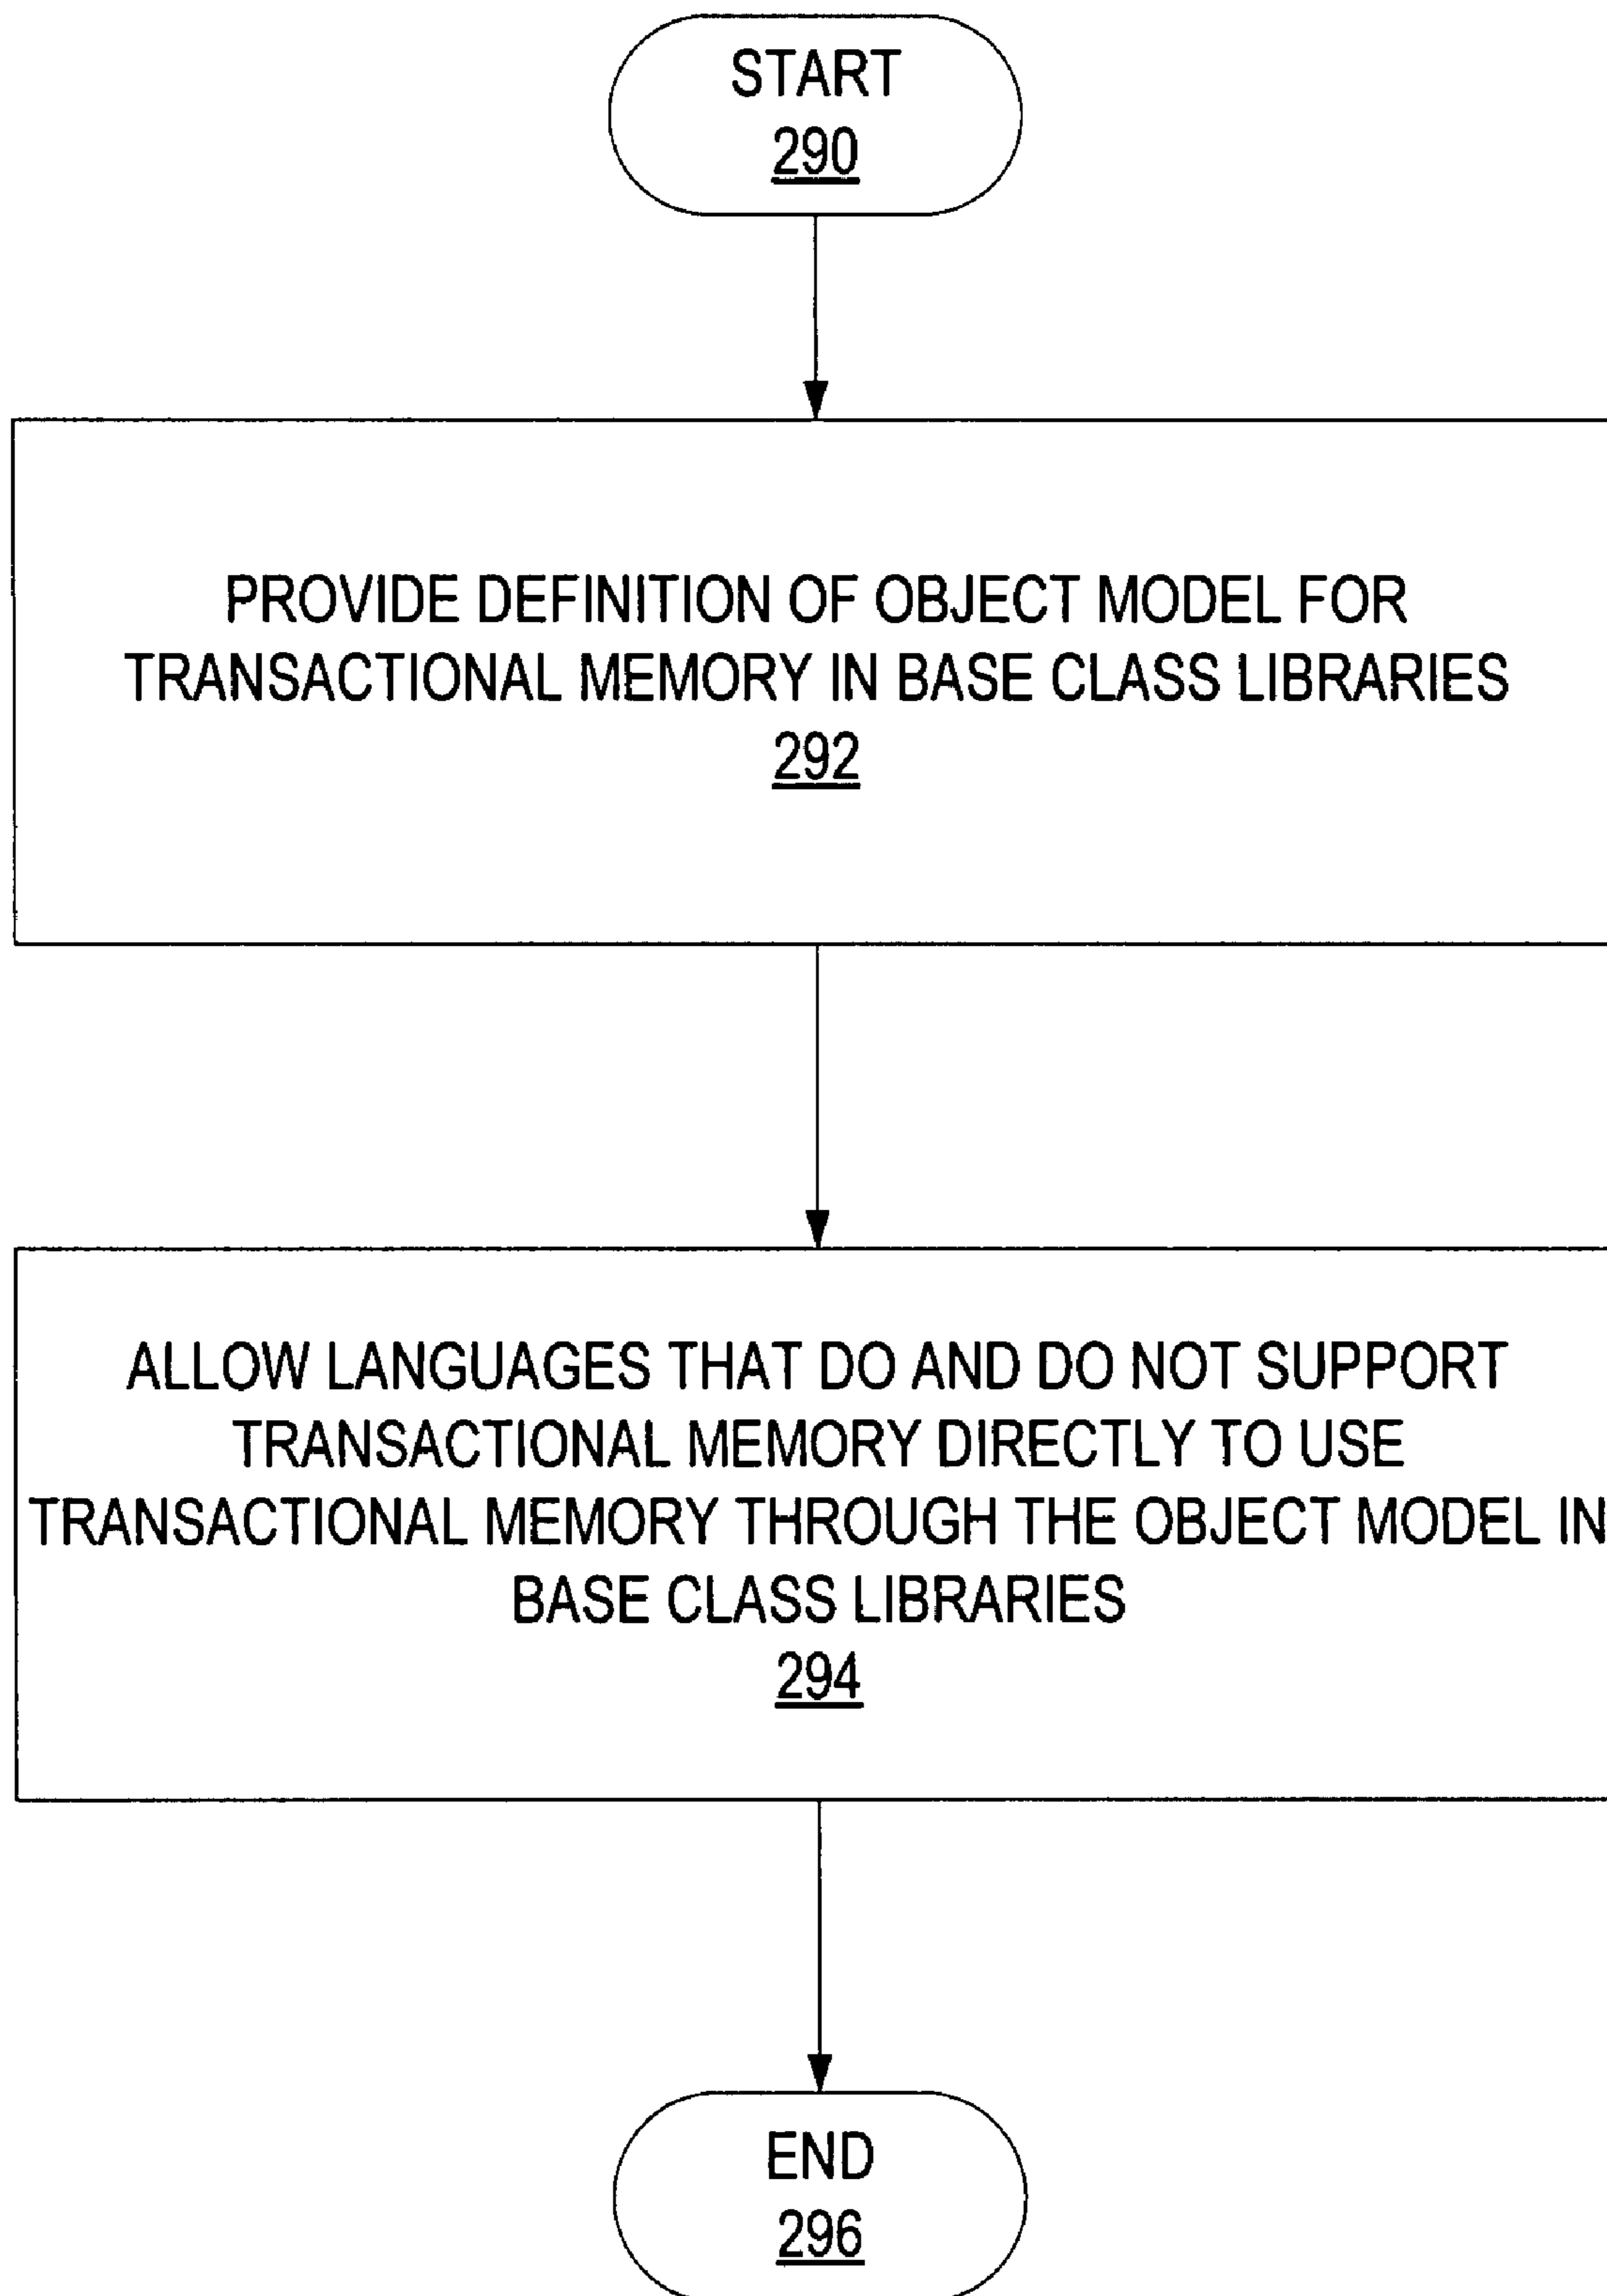 START
290
PROVIDE DEFINITION OF OBJECT MODEL FOR
TRANSACTIONAL MEMORY IN BASE CLASS LIBRARIES
292
ALLOW LANGUAGES THAT DO AND DO NOT SUPPORT
TRANSACTIONAL MEMORY DIRECTLY TO USE
TRANSACTIONAL MEMORY THROUGH THE OBJECT MODEL IN
BASE CLASS LIBRARIES
294
END
296